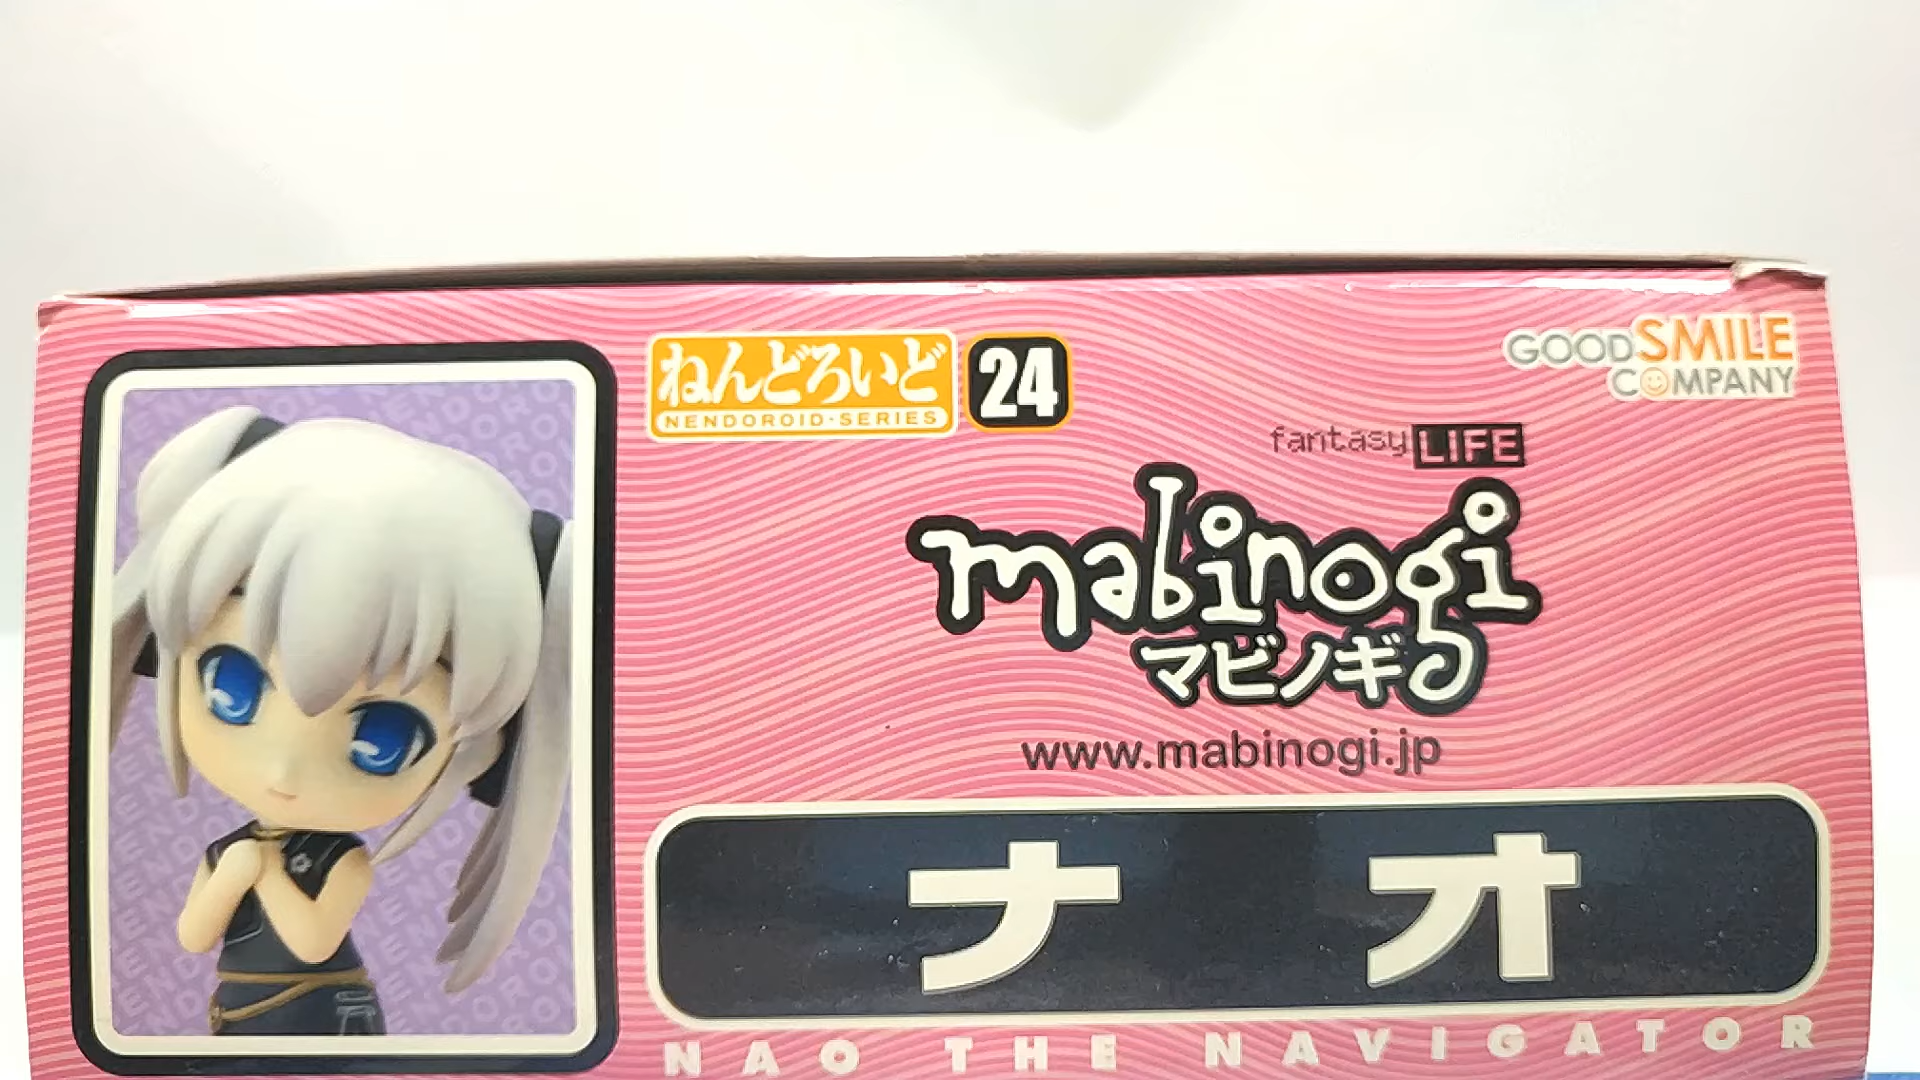 ねんどろいど 24
NENDOROID·SERIES
GOOD SMILE
COMPANY
fantasy LIFE
mabinogi
マビノギ
www.mabinogi.jp
ナオ
NAO THE NAVIGATOR